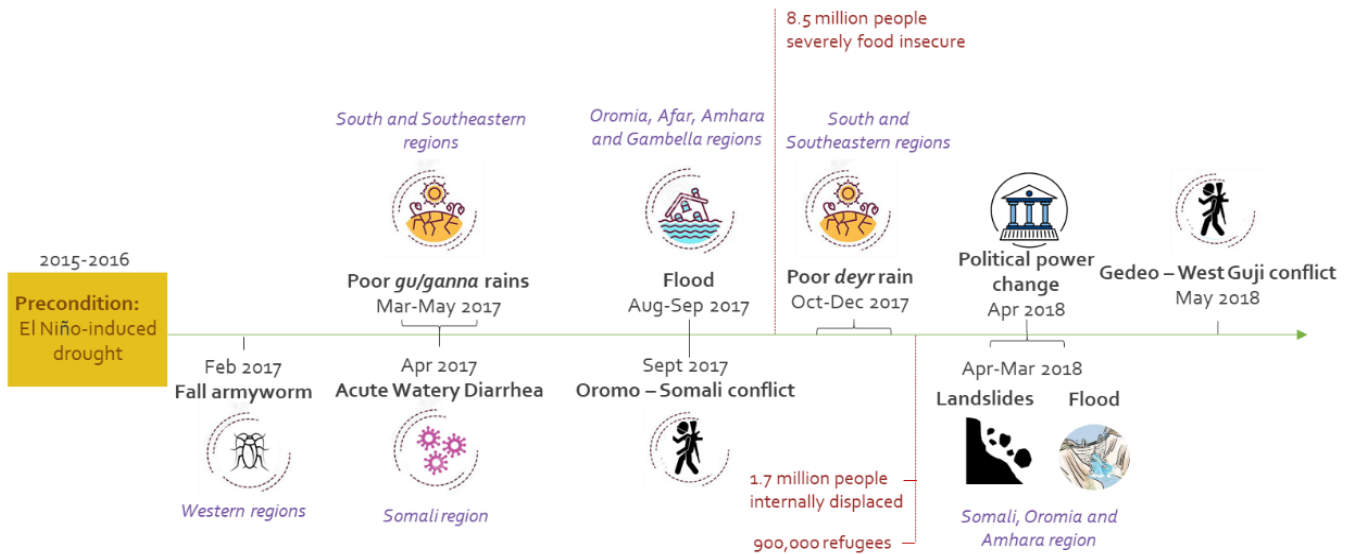 8.5 million people
severely food insecure
South and Southeastern
regions
Oromia, Afar, Amhara
and Gambella regions
South and
Southeastern regions
2015-2016
Precondition:
El Niño-induced
drought
Poor gu/ganna rains
Mar-May 2017
Flood
Aug-Sep 2017
Poor deyr rain
Oct-Dec 2017
Political power
change
Apr 2018
Gedeo – West Guji conflict
May 2018
Feb 2017
Fall armyworm
Western regions
Apr 2017
Acute Watery Diarrhea
Somali region
Sept 2017
Oromo – Somali conflict
1.7 million people
internally displaced
900,000 refugees
Apr-Mar 2018
Landslides
Flood
Somali, Oromia and
Amhara region